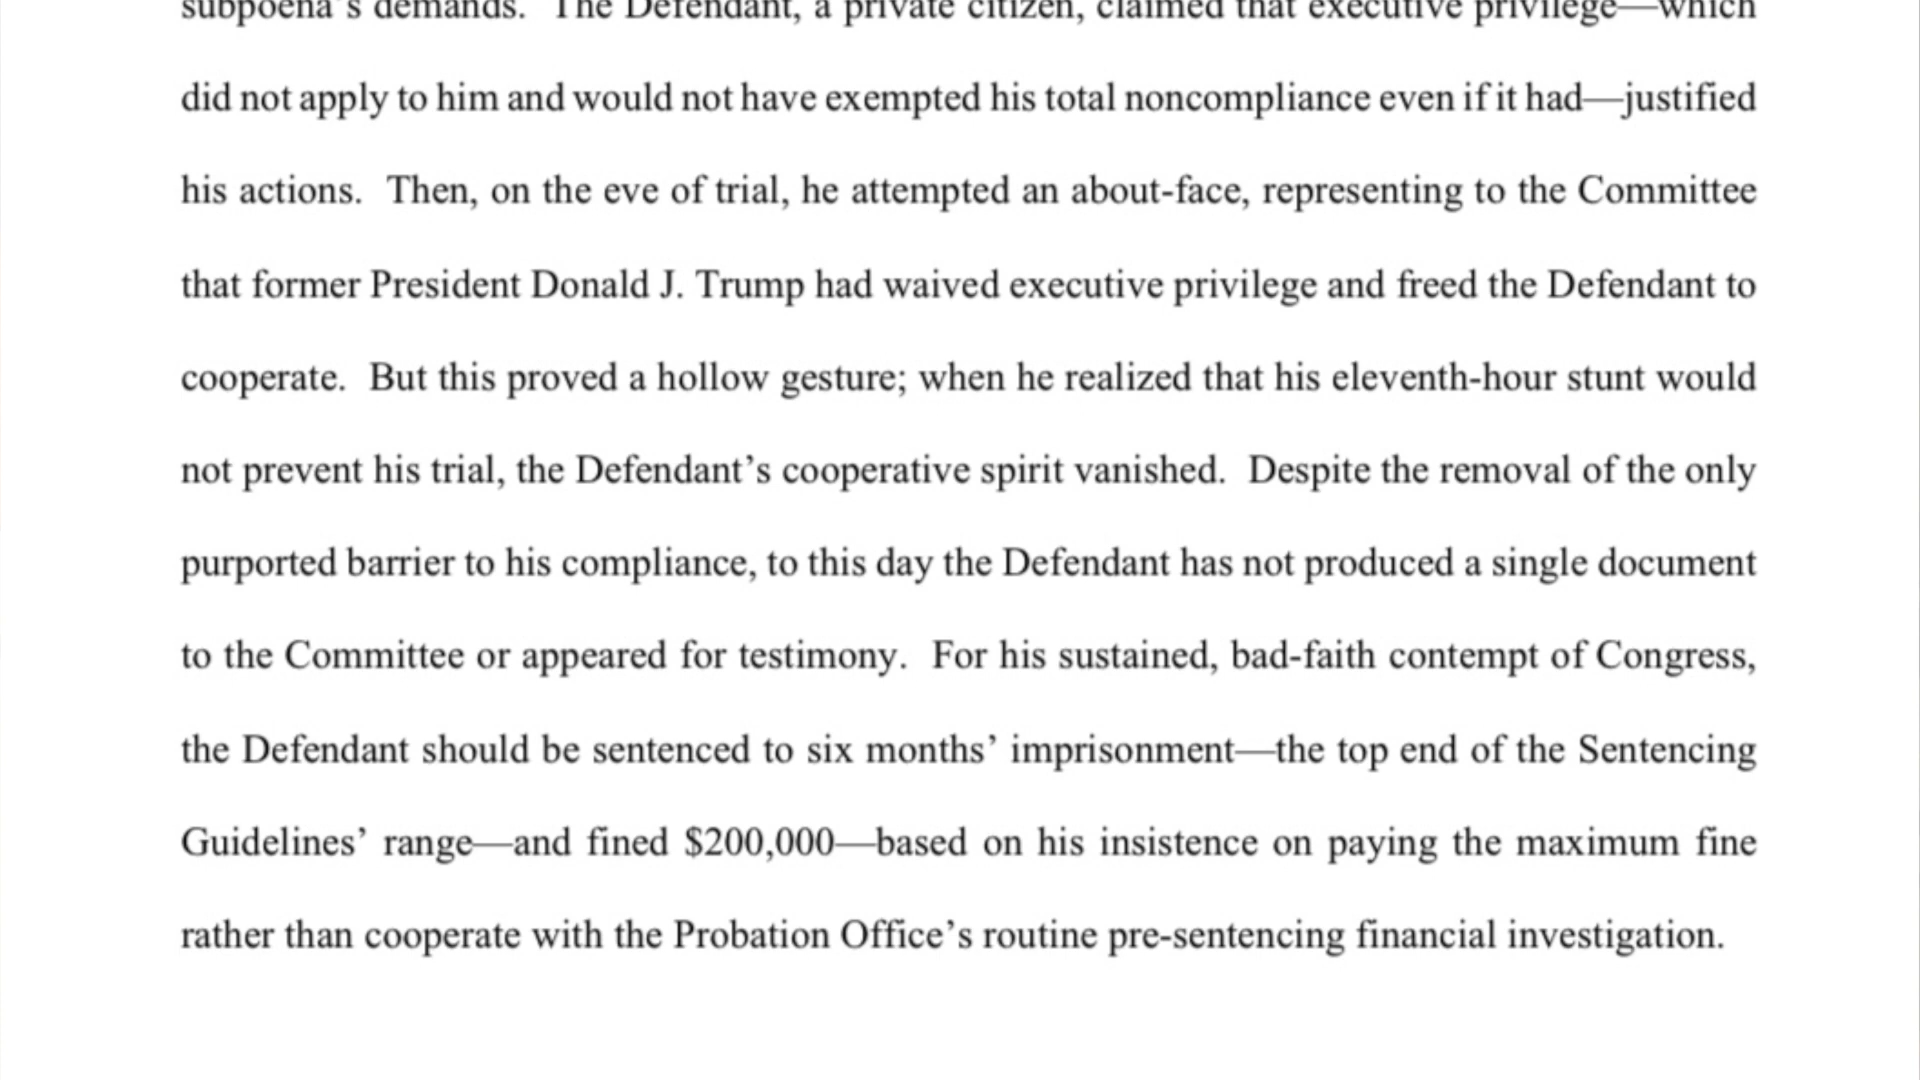 subpoena's demands. The Defendant, a private citizen, claimed that executive privilege—which
did not apply to him and would not have exempted his total noncompliance even if it had—justified
his actions. Then, on the eve of trial, he attempted an about-face, representing to the Committee
that former President Donald J. Trump had waived executive privilege and freed the Defendant to
cooperate. But this proved a hollow gesture; when he realized that his eleventh-hour stunt would
not prevent his trial, the Defendant’s cooperative spirit vanished. Despite the removal of the only
purported barrier to his compliance, to this day the Defendant has not produced a single document
to the Committee or appeared for testimony. For his sustained, bad-faith contempt of Congress,
the Defendant should be sentenced to six months’ imprisonment—the top end of the Sentencing
Guidelines’ range—and fined $200,000—based on his insistence on paying the maximum fine
rather than cooperate with the Probation Office’s routine pre-sentencing financial investigation.